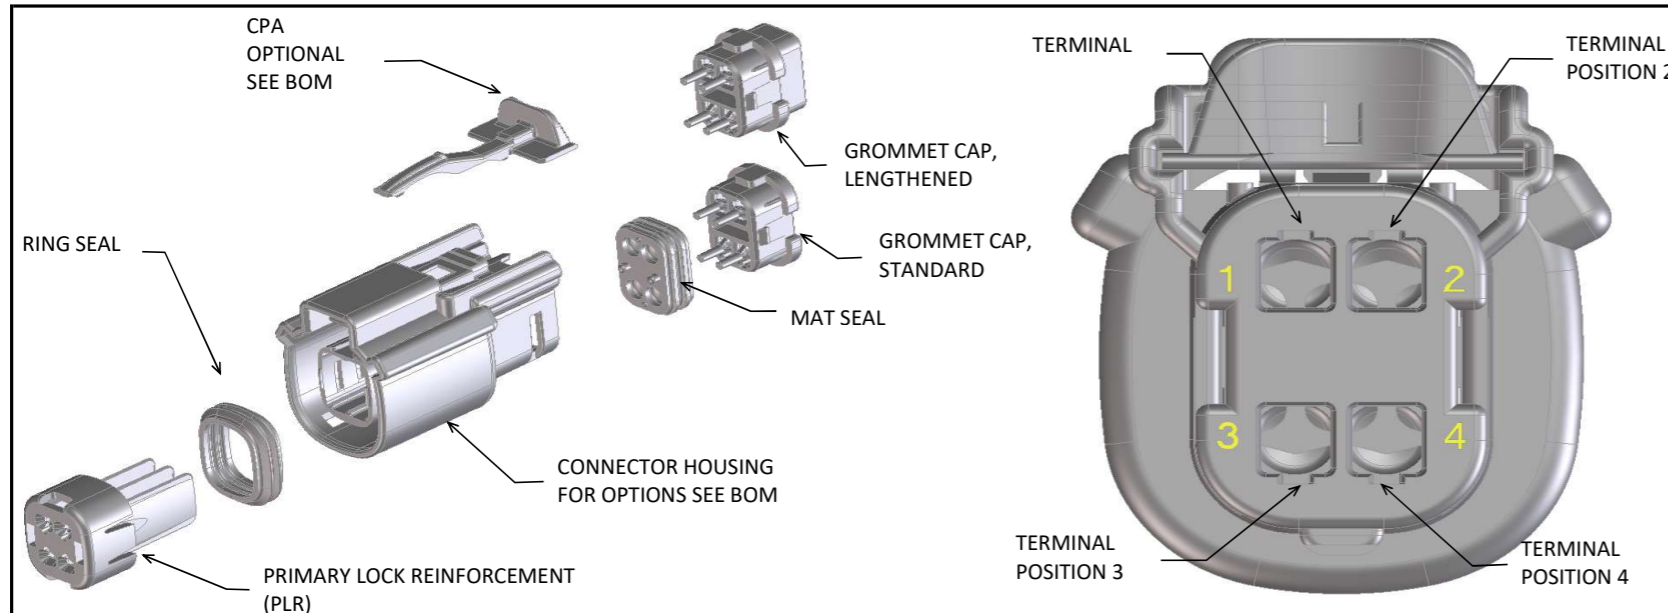 CPA
OPTIONAL
SEE BOM
GROMMET CAP,
LENGTHENED
RING SEAL
GROMMET CAP,
STANDARD
MAT SEAL
CONNECTOR HOUSING
FOR OPTIONS SEE BOM
PRIMARY LOCK REINFORCEMENT
(PLR)
TERMINAL
TERMINAL
POSITION 2
1
2
3
4
TERMINAL
POSITION 3
TERMINAL
POSITION 4